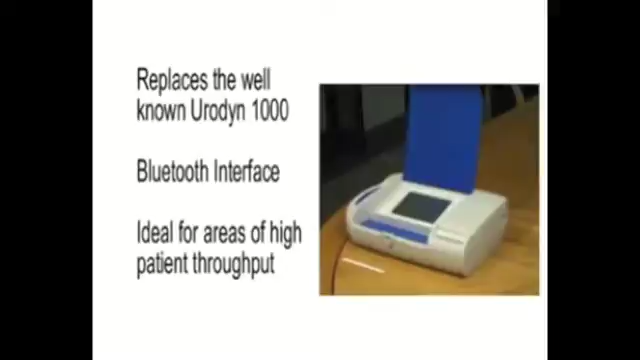 Replaces the well
known Urodyn 1000
Bluetooth Interface
Ideal for areas of high
patient throughput